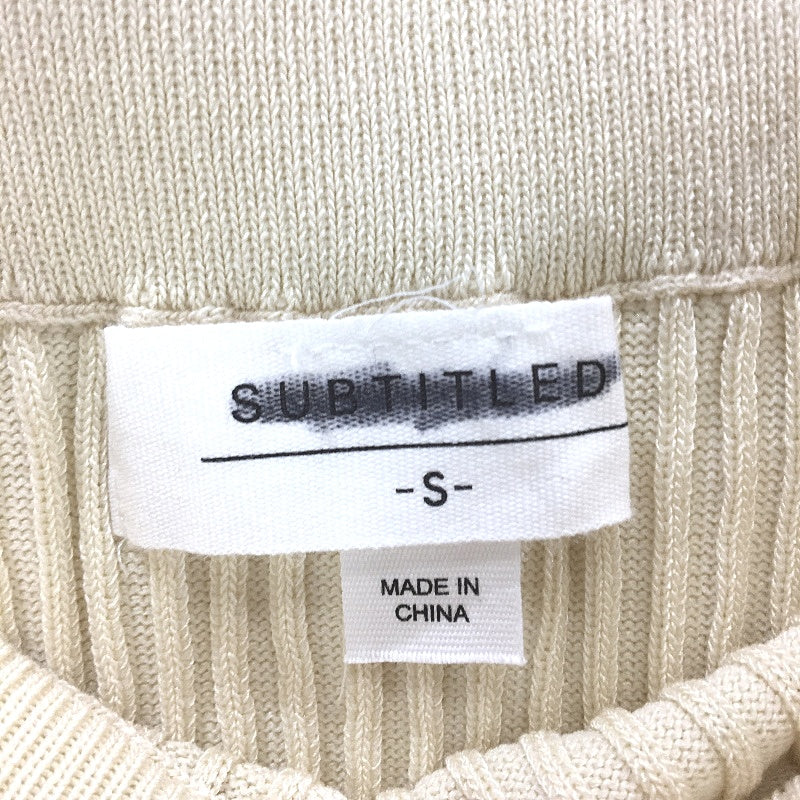 SUBTITLED
-S-
MADE IN
CHINA